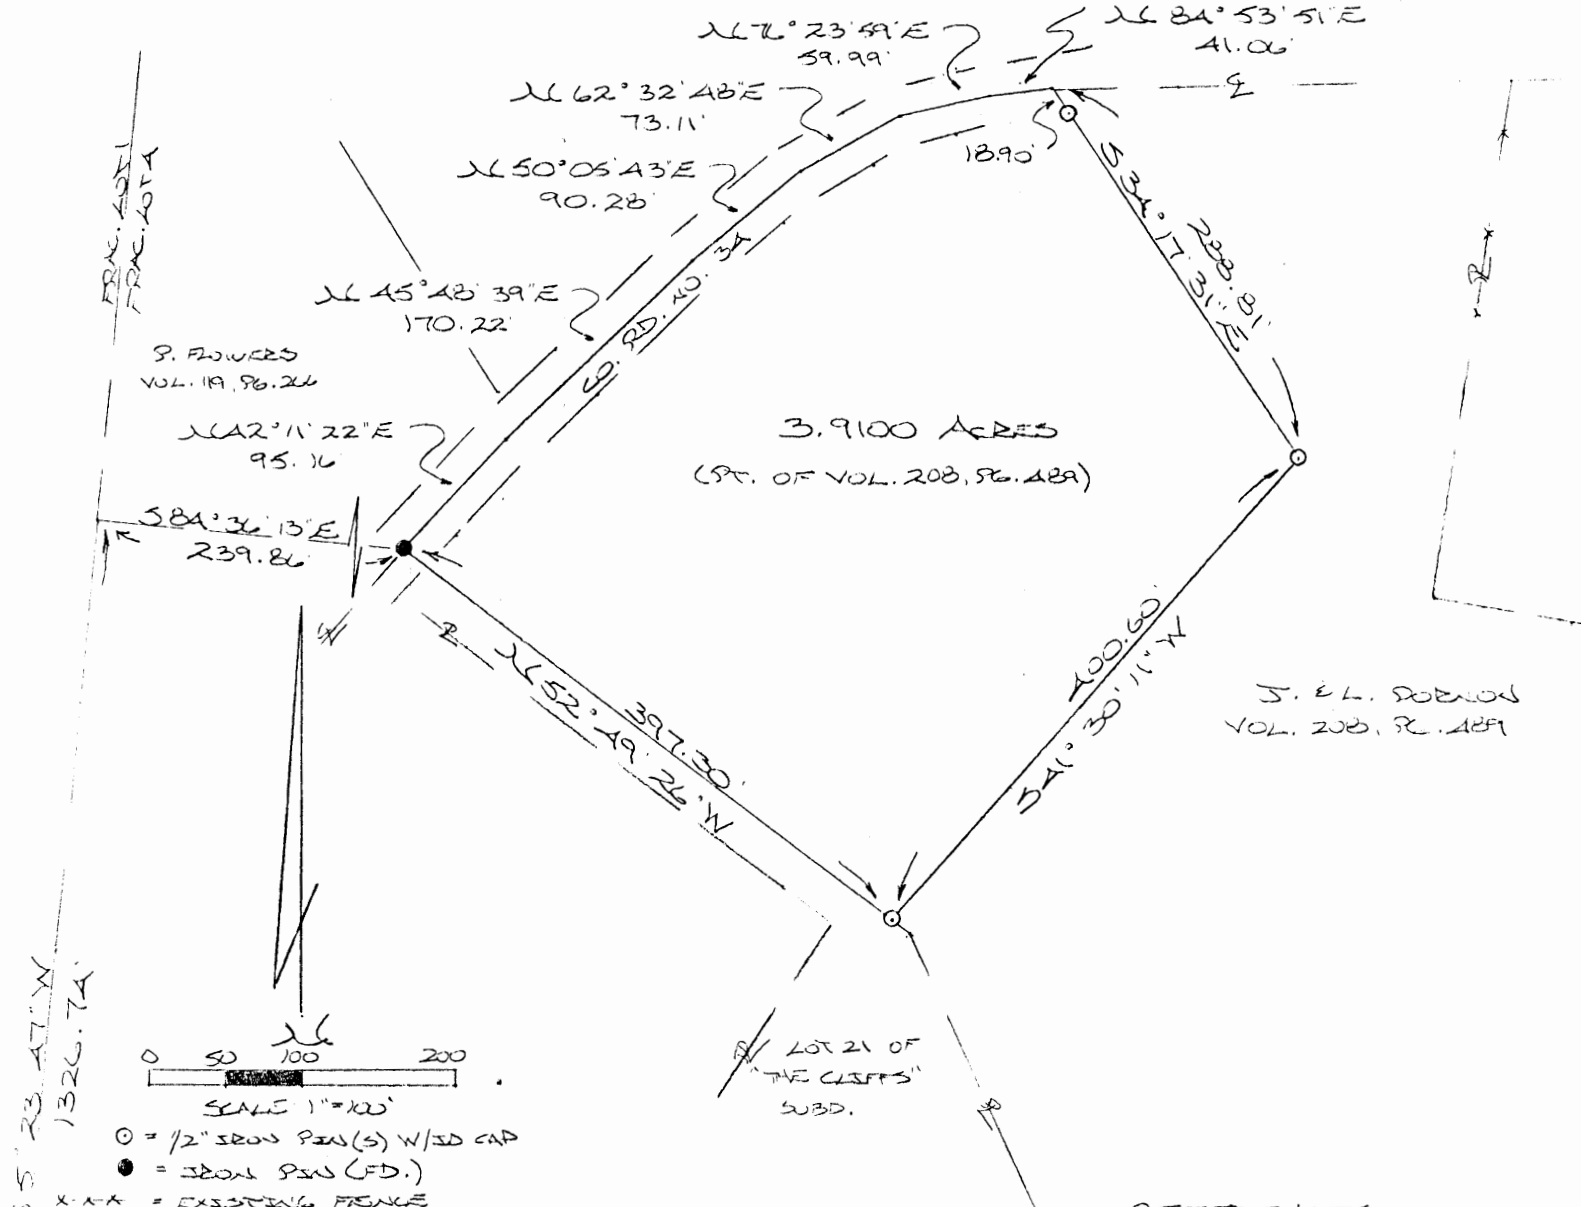 N 76° 23' 59" E
59.99'
N 84° 53' 51" E
41.06'
N 62° 32' 48" E
73.11'
℄
18.90'
N 50° 05' 43" E
90.28'
FRAC. LOT 1
FRAC. LOT 4
S 34° 17' 31" E
288.81'
N 45° 48' 39" E
170.22'
CO. RD. NO. 34
P. FLOWERS
VOL. 119, PG. 266
N 42° 11' 22" E
95.16'
3.9100 ACRES
(PT. OF VOL. 208, PG. 489)
S 84° 36' 13" E
239.86'
397.30'
N 52° 49' 26" W
400.60'
S 41° 30' 11" W
J. & L. DORNON
VOL. 208, PG. 489
23' 47" W
1326.74'
N
LOT 21 OF
"THE CLIFFS"
SUBD.
0 50 100 200
SCALE 1"=100'
⊙ = 1/2" IRON PIN(S) W/ID CAP
● = IRON PIN (FD.)
X-X-X = EXISTING FENCE